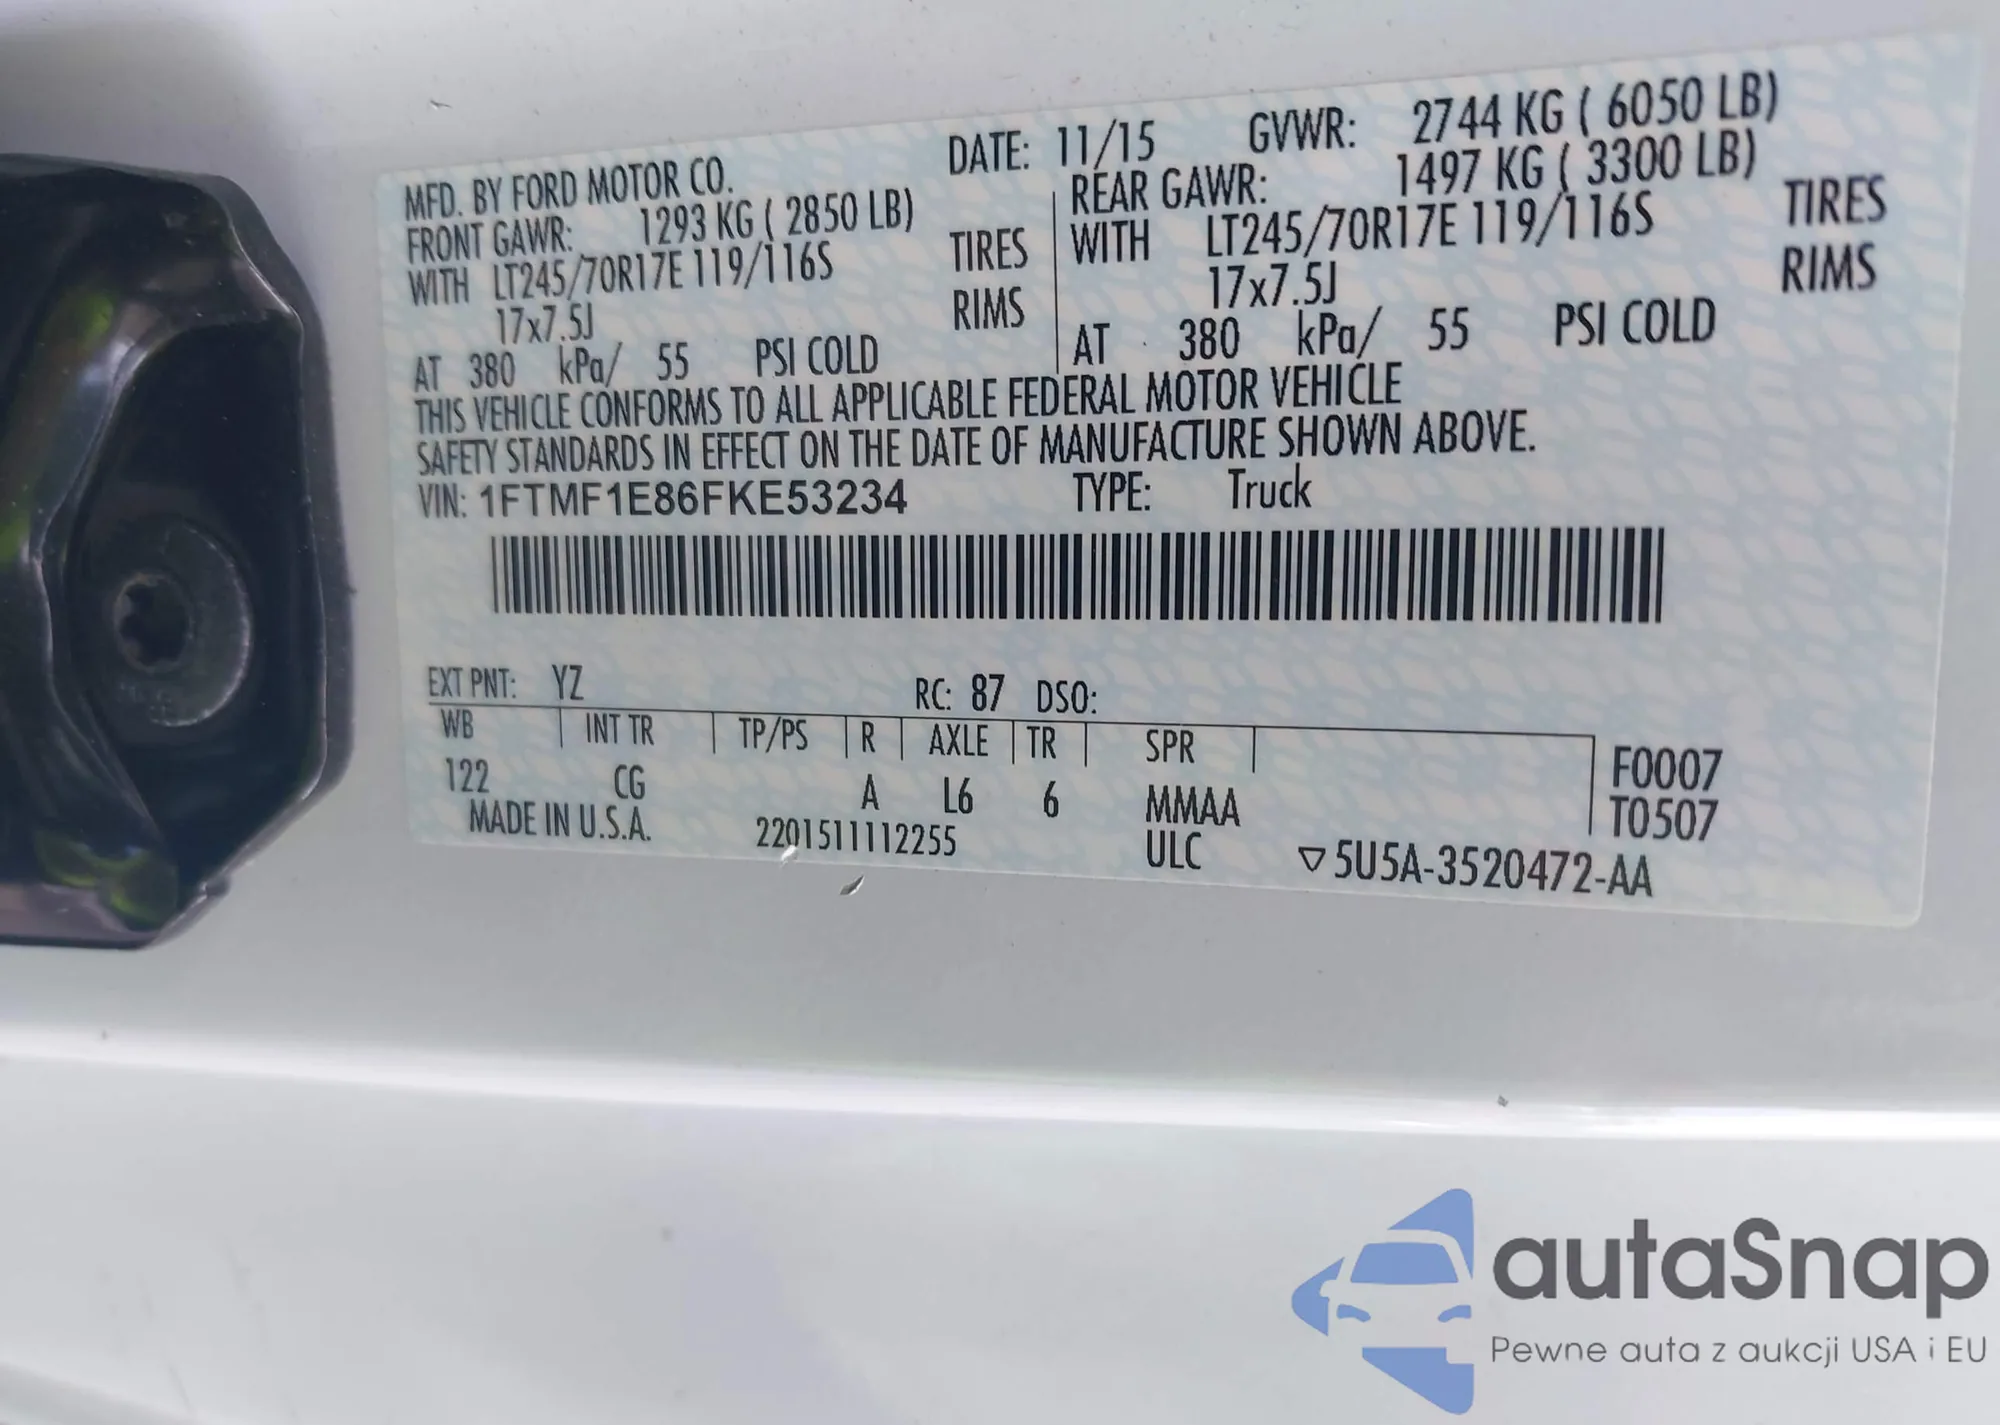 MFD. BY FORD MOTOR CO. DATE: 11/15 GVWR: 2744 KG ( 6050 LB)
FRONT GAWR: 1293 KG ( 2850 LB) REAR GAWR: 1497 KG ( 3300 LB)
WITH LT245/70R17E 119/116S TIRES WITH LT245/70R17E 119/116S TIRES
17x7.5J RIMS 17x7.5J RIMS
AT 380 kPa/ 55 PSI COLD AT 380 kPa/ 55 PSI COLD
THIS VEHICLE CONFORMS TO ALL APPLICABLE FEDERAL MOTOR VEHICLE
SAFETY STANDARDS IN EFFECT ON THE DATE OF MANUFACTURE SHOWN ABOVE.
VIN: 1FTMF1E86FKE53234 TYPE: Truck
EXT PNT: YZ RC: 87 DSO:
WB INT TR TP/PS R AXLE TR SPR F0007
122 CG A L6 6 MMAA T0507
MADE IN U.S.A. 2201511112255 ULC ▽5U5A-3520472-AA
autaSnap
Pewne auta z aukcji USA i EU